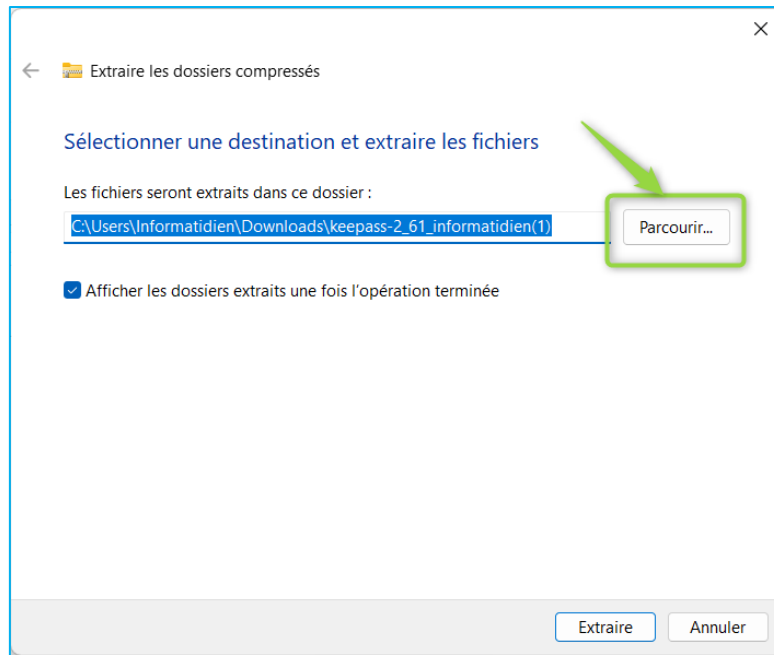 Extraire les dossiers compressés
Sélectionner une destination et extraire les fichiers
Les fichiers seront extraits dans ce dossier :
C:\Users\Informatidien\Downloads\keepass-2_61_informatidien(1)
Parcourir...
Afficher les dossiers extraits une fois l'opération terminée
Extraire
Annuler